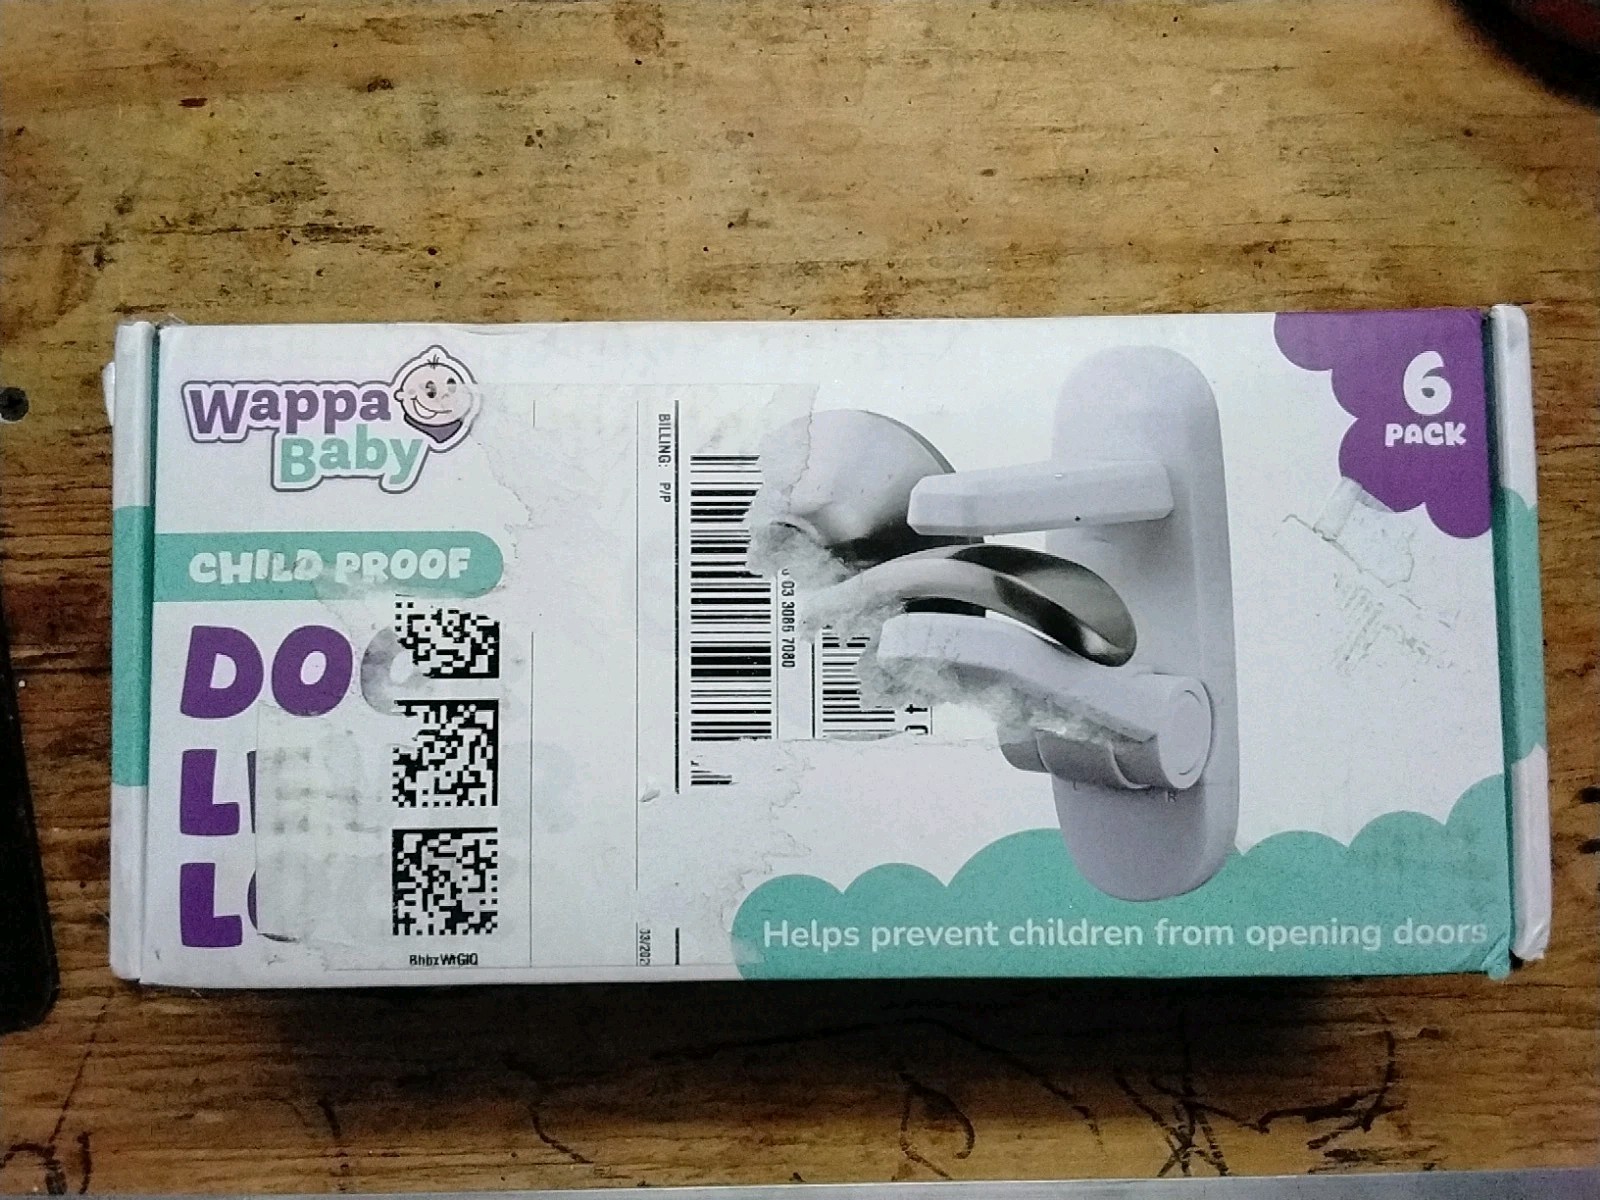 Wappa
Baby
6
PACK
CHILD PROOF
DO
L
L
BILLING: P/P
03 3086 7080
BhbzWtGIQ
Helps prevent children from opening doors